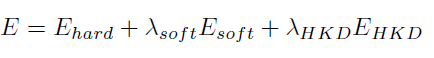 E = E_{hard} + λ_{soft}E_{soft} + λ_{HKD}E_{HKD}